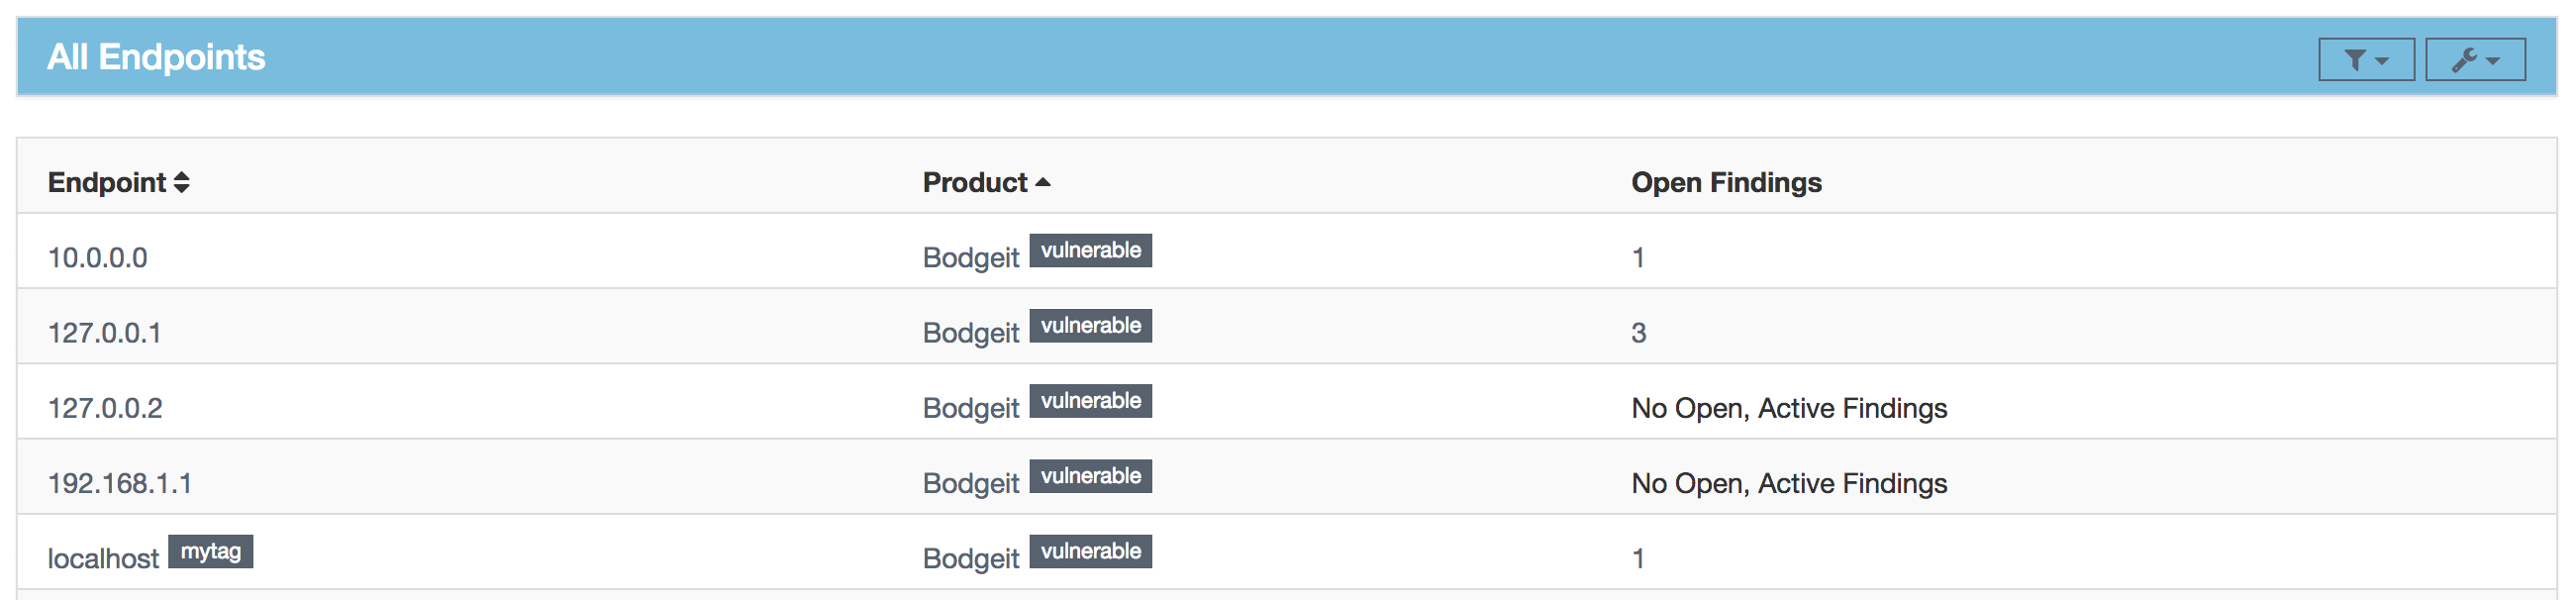 All Endpoints
Endpoint Product Open Findings
10.0.0.0 Bodgeit vulnerable 1
127.0.0.1 Bodgeit vulnerable 3
127.0.0.2 Bodgeit vulnerable No Open, Active Findings
192.168.1.1 Bodgeit vulnerable No Open, Active Findings
localhost mytag Bodgeit vulnerable 1